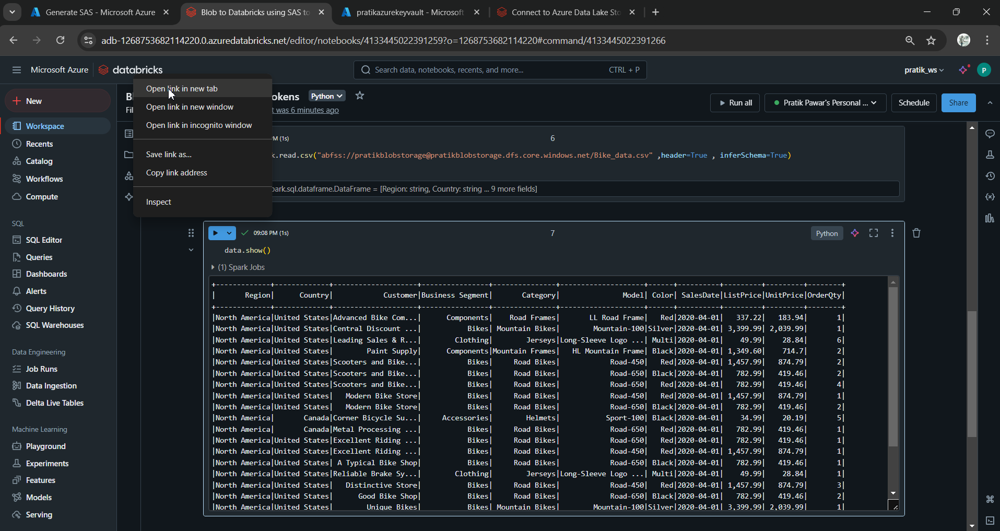 Generate SAS - Microsoft Azure
Blob to Databricks using SAS to
pratikazurekeyvault - Microsoft
Connect to Azure Data Lake Sto
adb-1268753682114220.0.azuredatabricks.net/editor/notebooks/4133445022391259?o=1268753682114220#command/4133445022391266
Microsoft Azure
databricks
Search data, notebooks, recents, and more...
CTRL + P
pratik_ws
P
New
Workspace
Recents
Catalog
Workflows
Compute
SQL
SQL Editor
Queries
Dashboards
Alerts
Query History
SQL Warehouses
Data Engineering
Job Runs
Data Ingestion
Delta Live Tables
Machine Learning
Playground
Experiments
Features
Models
Serving
Open link in new tab
Open link in new window
Open link in incognito window
Save link as...
Copy link address
Inspect
Bl
okens
Python
Fil
t was 6 minutes ago
Run all
Pratik Pawar's Personal ...
Schedule
Share
PM (1s)
6
k.read.csv("abfss://pratikblobstorage@pratikblobstorage.dfs.core.windows.net/Bike_data.csv" ,header=True , inferSchema=True)
park.sql.dataframe.DataFrame = [Region: string, Country: string ... 9 more fields]
09:08 PM (1s)
7
Python
data.show()
(1) Spark Jobs
+-------------+-------------+--------------------+----------------+---------------+--------------------+------+----------+---------+---------+--------+
|       Region|      Country|            Customer|Business Segment|       Category|               Model| Color| SalesDate|ListPrice|UnitPrice|OrderQty|
+-------------+-------------+--------------------+----------------+---------------+--------------------+------+----------+---------+---------+--------+
|North America|United States|Advanced Bike Com...|      Components|    Road Frames|       LL Road Frame|   Red|2020-04-01|   337.22|   183.94|       1|
|North America|United States|Central Discount ...|           Bikes| Mountain Bikes|        Mountain-100|Silver|2020-04-01| 3,399.99| 2,039.99|       1|
|North America|United States|Leading Sales & R...|        Clothing|        Jerseys|Long-Sleeve Logo ...| Multi|2020-04-01|    49.99|    28.84|       6|
|North America|United States|        Paint Supply|      Components|Mountain Frames|   HL Mountain Frame| Black|2020-04-01| 1,349.60|    714.7|       2|
|North America|United States|Scooters and Bike...|           Bikes|     Road Bikes|            Road-450|   Red|2020-04-01| 1,457.99|   874.79|       2|
|North America|United States|Scooters and Bike...|           Bikes|     Road Bikes|            Road-650| Black|2020-04-01|   782.99|   419.46|       2|
|North America|United States|Scooters and Bike...|           Bikes|     Road Bikes|            Road-650|   Red|2020-04-01|   782.99|   419.46|       4|
|North America|United States|   Modern Bike Store|           Bikes|     Road Bikes|            Road-450|   Red|2020-04-01| 1,457.99|   874.79|       1|
|North America|United States|   Modern Bike Store|           Bikes|     Road Bikes|            Road-650| Black|2020-04-01|   782.99|   419.46|       2|
|North America|       Canada|Corner Bicycle Su...|     Accessories|        Helmets|           Sport-100| Black|2020-04-01|    34.99|    20.19|       5|
|North America|       Canada|Metal Processing ...|           Bikes|     Road Bikes|            Road-650|   Red|2020-04-01|   782.99|   419.46|       1|
|North America|United States|Excellent Riding ...|           Bikes|     Road Bikes|            Road-650|   Red|2020-04-01|   782.99|   419.46|       1|
|North America|United States|Excellent Riding ...|           Bikes|     Road Bikes|            Road-450|   Red|2020-04-01| 1,457.99|   874.79|       1|
|North America|United States| A Typical Bike Shop|           Bikes|     Road Bikes|            Road-650| Black|2020-04-01|   782.99|   419.46|       1|
|North America|United States|Reliable Brake Sy...|        Clothing|        Jerseys|Long-Sleeve Logo ...| Multi|2020-04-01|    49.99|    28.84|       1|
|North America|United States|   Distinctive Store|           Bikes|     Road Bikes|            Road-450|   Red|2020-04-01| 1,457.99|   874.79|       3|
|North America|United States|      Good Bike Shop|           Bikes|     Road Bikes|            Road-650| Black|2020-04-01|   782.99|   419.46|       2|
|North America|United States|        Unique Bikes|           Bikes| Mountain Bikes|        Mountain-100|Silver|2020-04-01| 3,399.99| 2,039.99|       1|